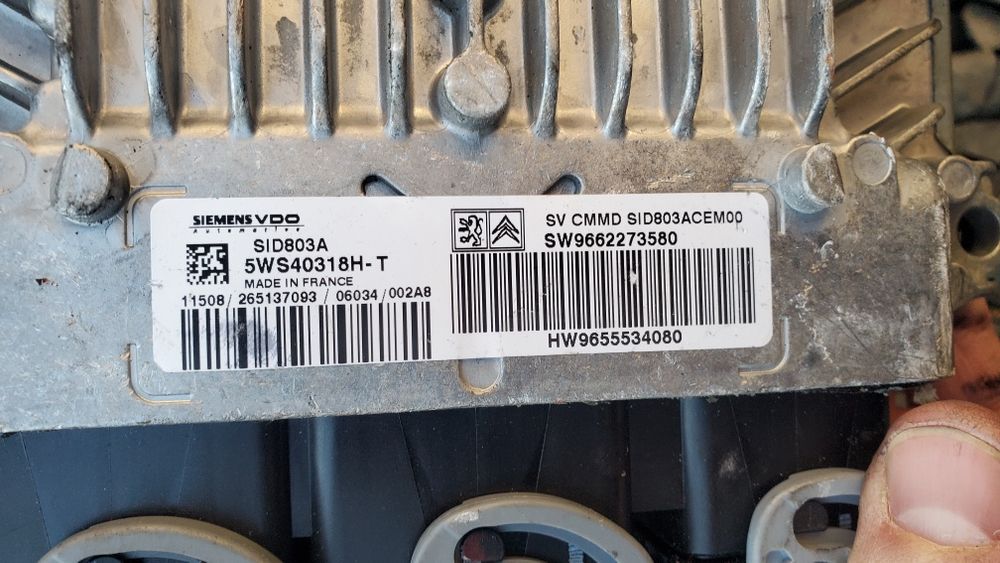 SIEMENS VDO
Automotive
SID803A
5WS40318H-T
MADE IN FRANCE
11508 / 265137093 / 06034 / 002A8
SV CMMD SID803ACEM00
SW9662273580
HW9655534080